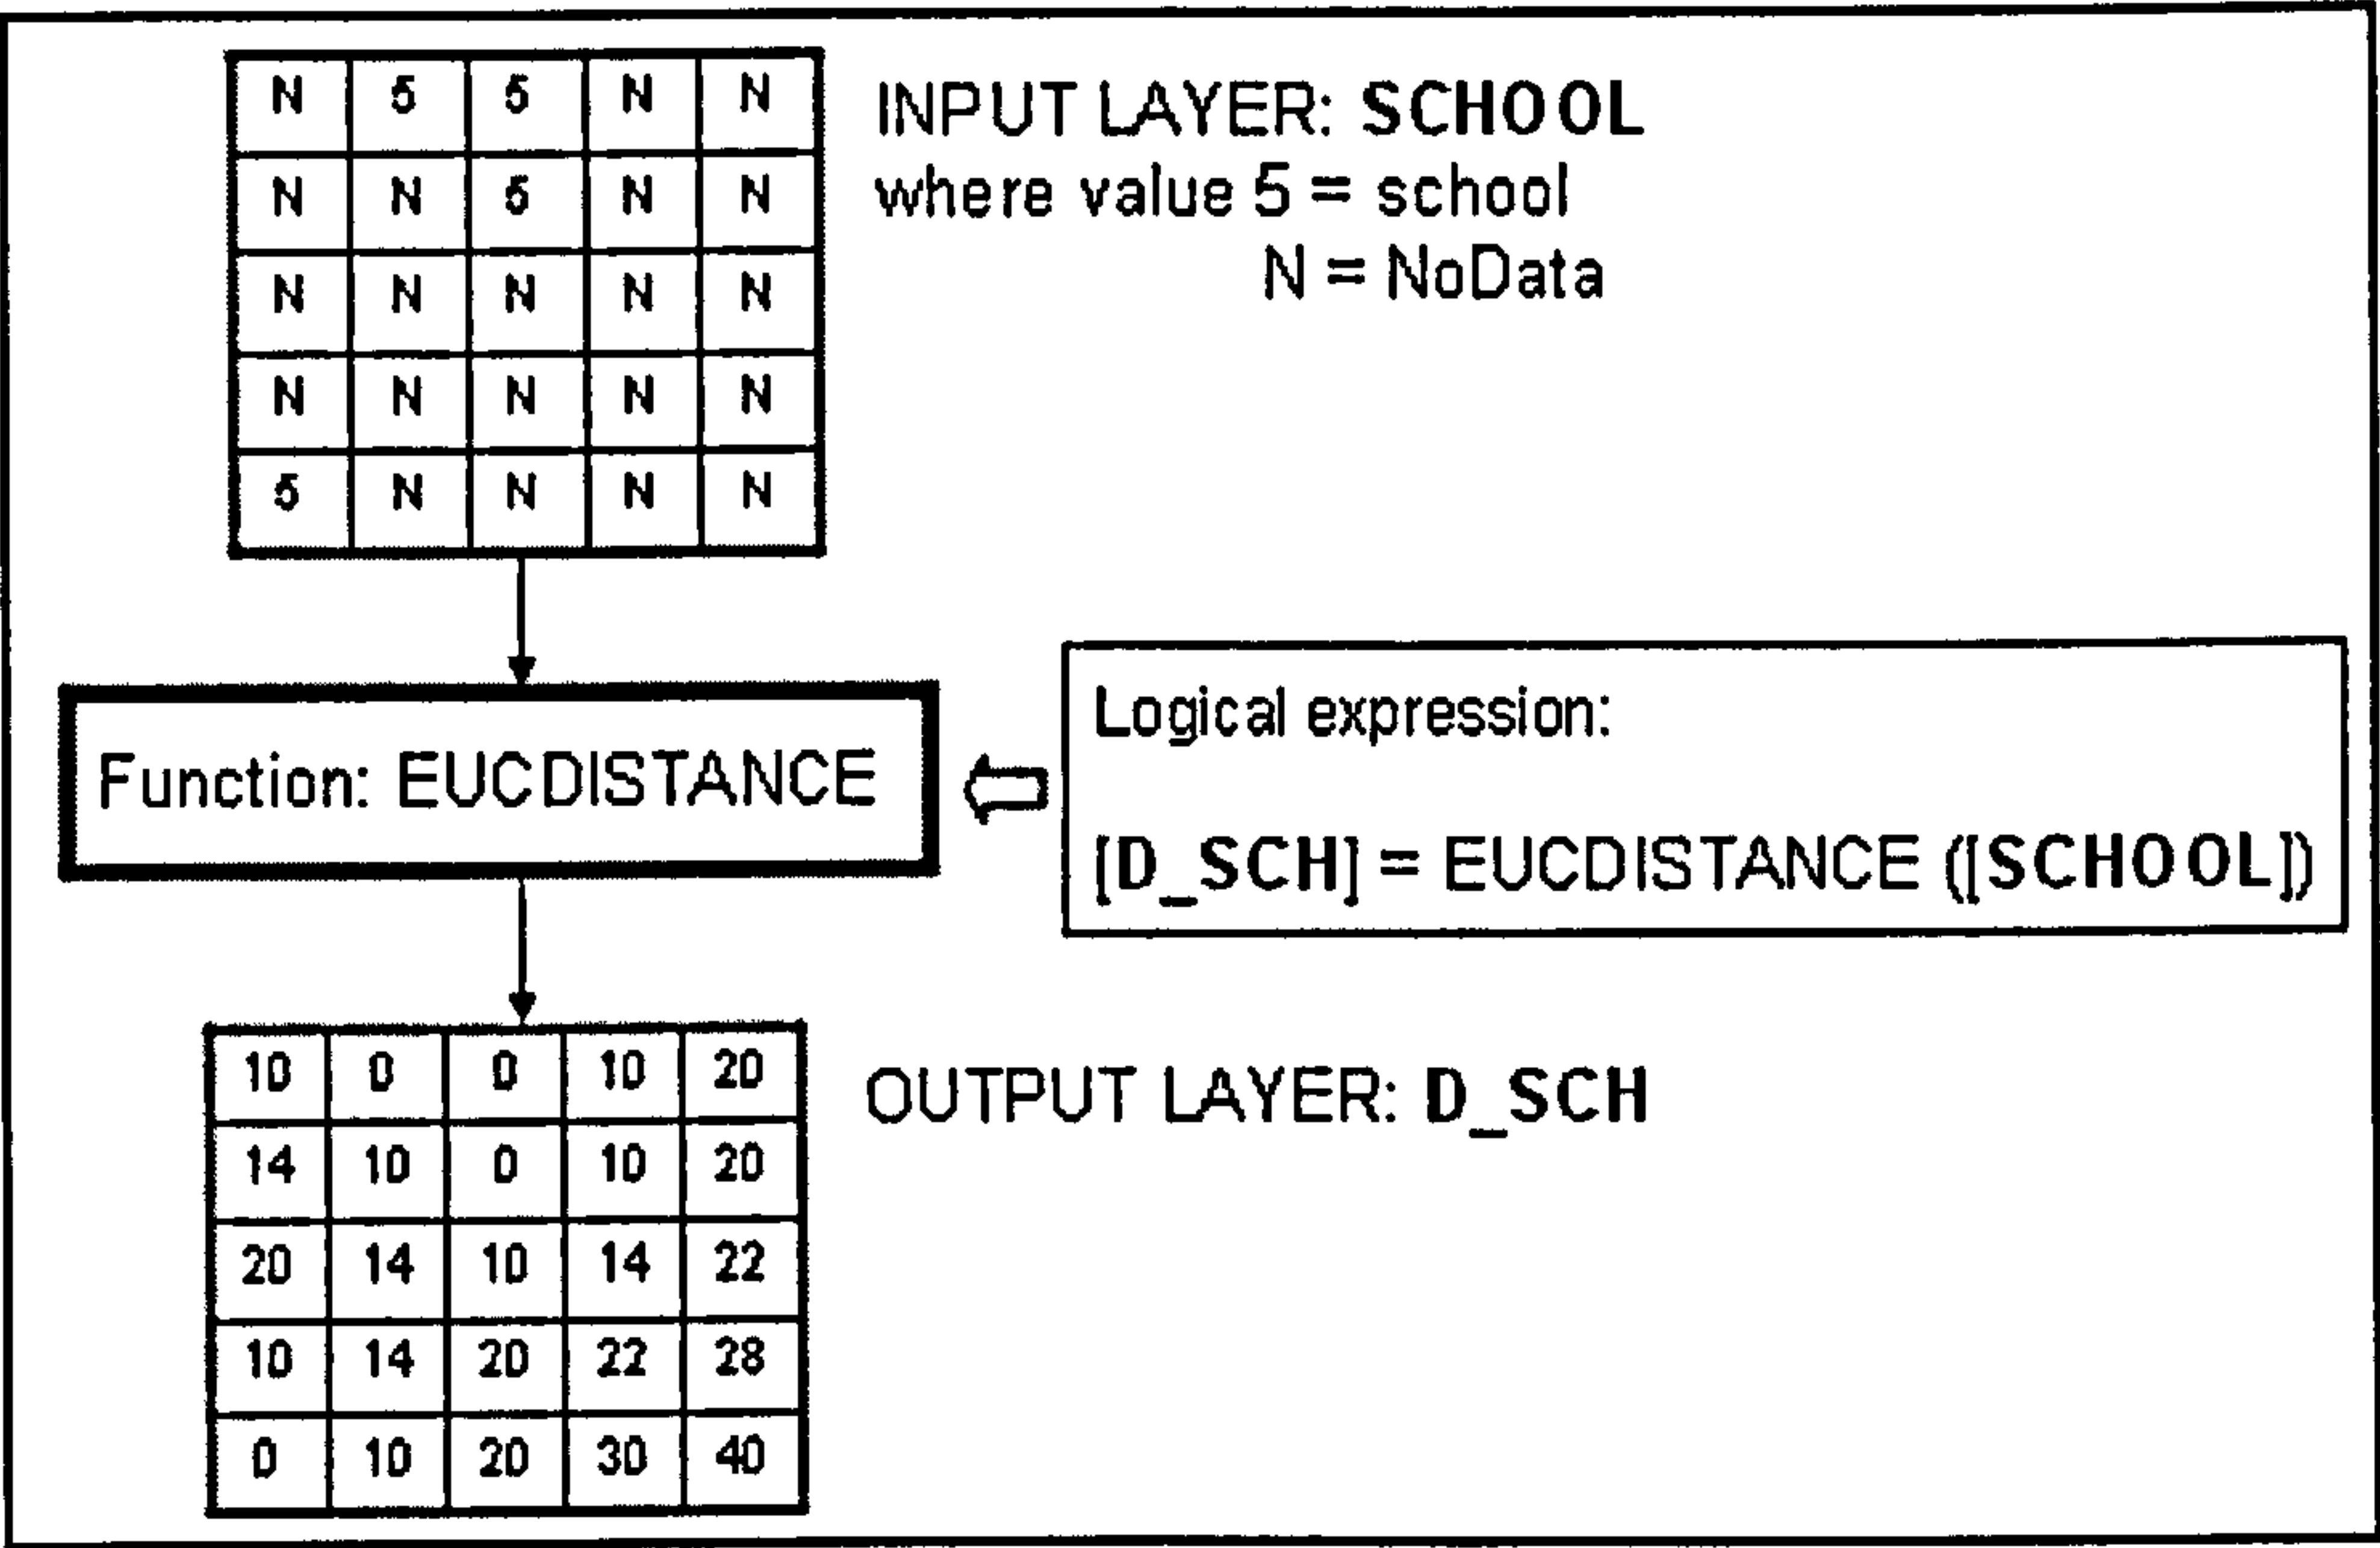 N 5 5 N N
N N 5 N N
N N N N N
N N N N N
5 N N N N
INPUT LAYER: SCHOOL
where value 5 = school
N = NoData
Function: EUCDISTANCE
Logical expression:
[D_SCH] = EUCDISTANCE ([SCHOOL])
10 0 0 10 20
14 10 0 10 20
20 14 10 14 22
10 14 20 22 28
0 10 20 30 40
OUTPUT LAYER: D_SCH